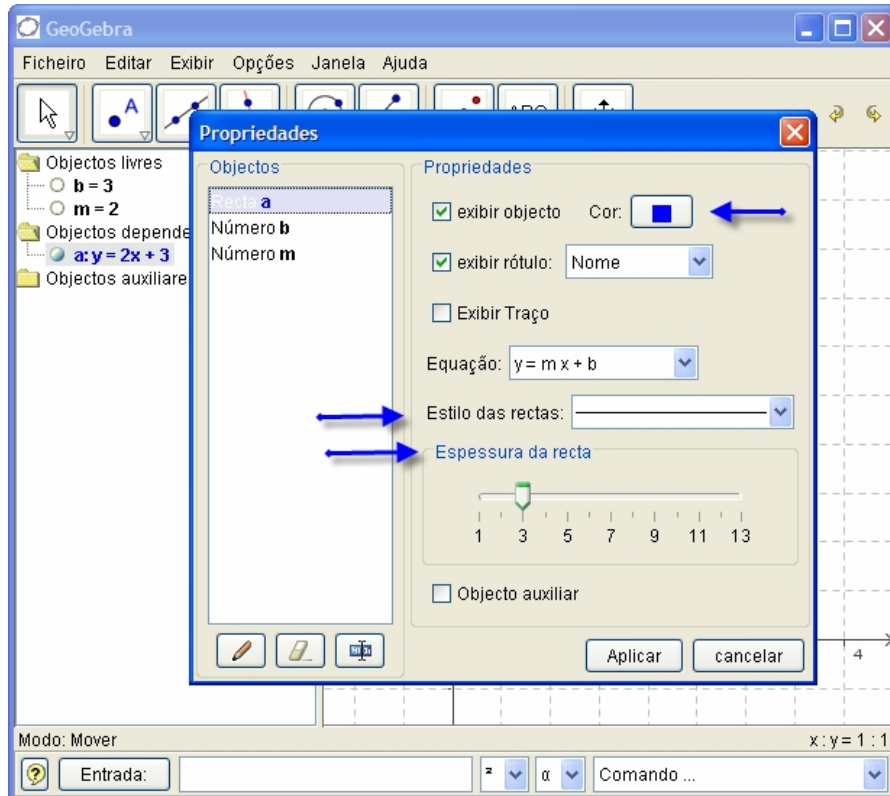 GeoGebra
Ficheiro Editar Exibir Opções Janela Ajuda
A
Propriedades
Objectos livres
b = 3
m = 2
Objectos depende
a: y = 2x + 3
Objectos auxiliare
Objectos
Recta a
Número b
Número m
Propriedades
exibir objecto Cor:
exibir rótulo: Nome
Exibir Traço
Equação: y = m x + b
Estilo das rectas:
Espessura da recta
1 3 5 7 9 11 13
Objecto auxiliar
Aplicar cancelar
4
Modo: Mover x : y = 1 : 1
Entrada: ² α Comando ...